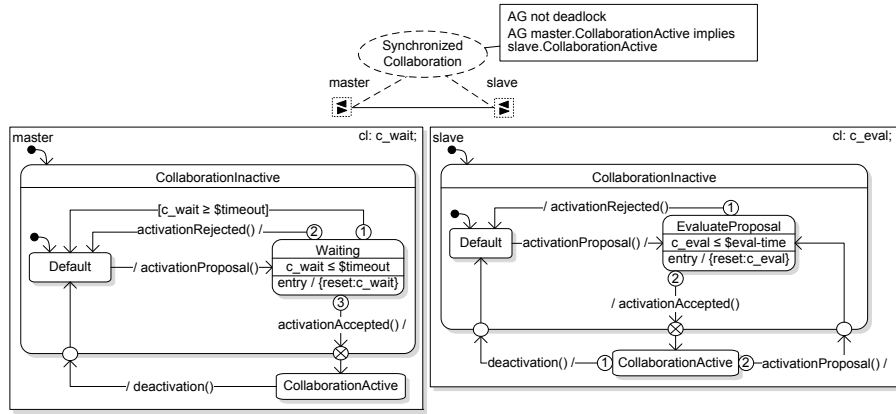 AG not deadlock
AG master.CollaborationActive implies
slave.CollaborationActive
Synchronized
Collaboration
master
slave
master
cl: c_wait;
CollaborationInactive
[c_wait ≥ $timeout]
activationRejected() /
2
1
Default
/ activationProposal()
Waiting
c_wait ≤ $timeout
entry / {reset:c_wait}
3
activationAccepted() /
/ deactivation()
CollaborationActive
slave
cl: c_eval;
CollaborationInactive
/ activationRejected()
1
Default
activationProposal() /
EvaluateProposal
c_eval ≤ $eval-time
entry / {reset:c_eval}
2
/ activationAccepted()
deactivation() /
1
CollaborationActive
2
activationProposal() /